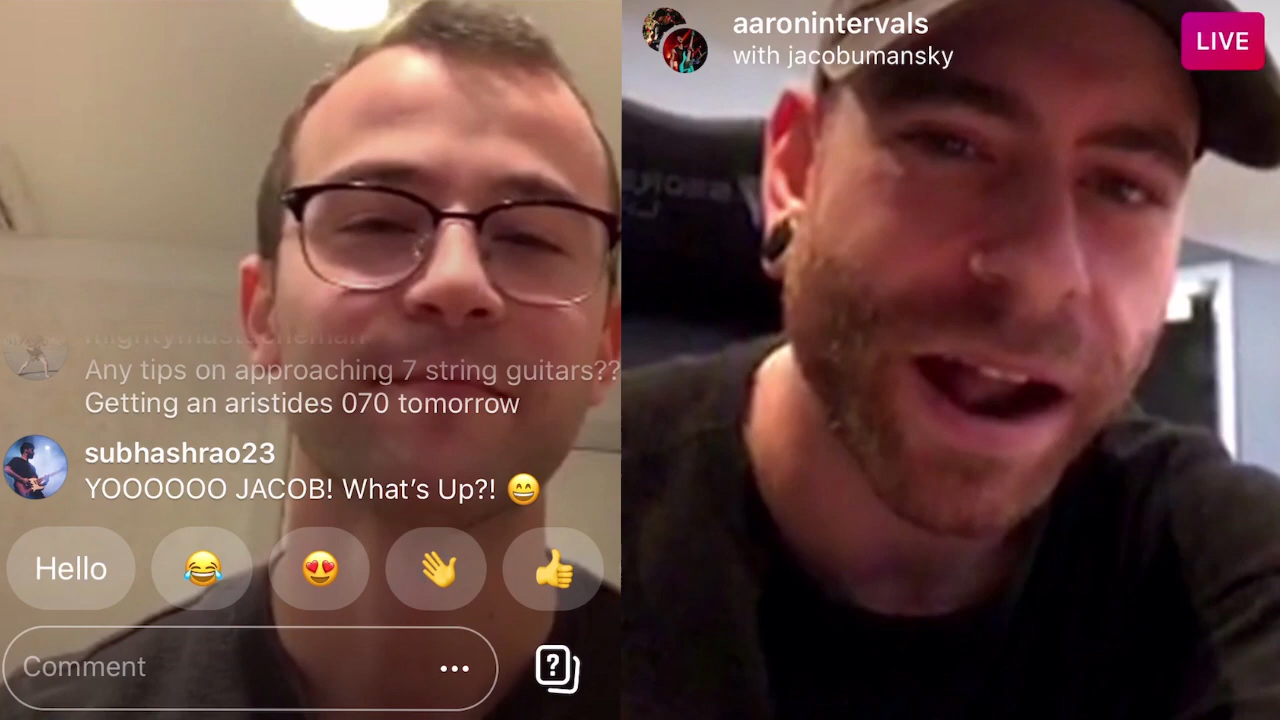 Any tips on approaching 7 string guitars??
Getting an aristides 070 tomorrow
subhashrao23
YOOOOOO JACOB! What's Up?! 😄
Hello
Comment
aaronintervals
with jacobumansky
LIVE